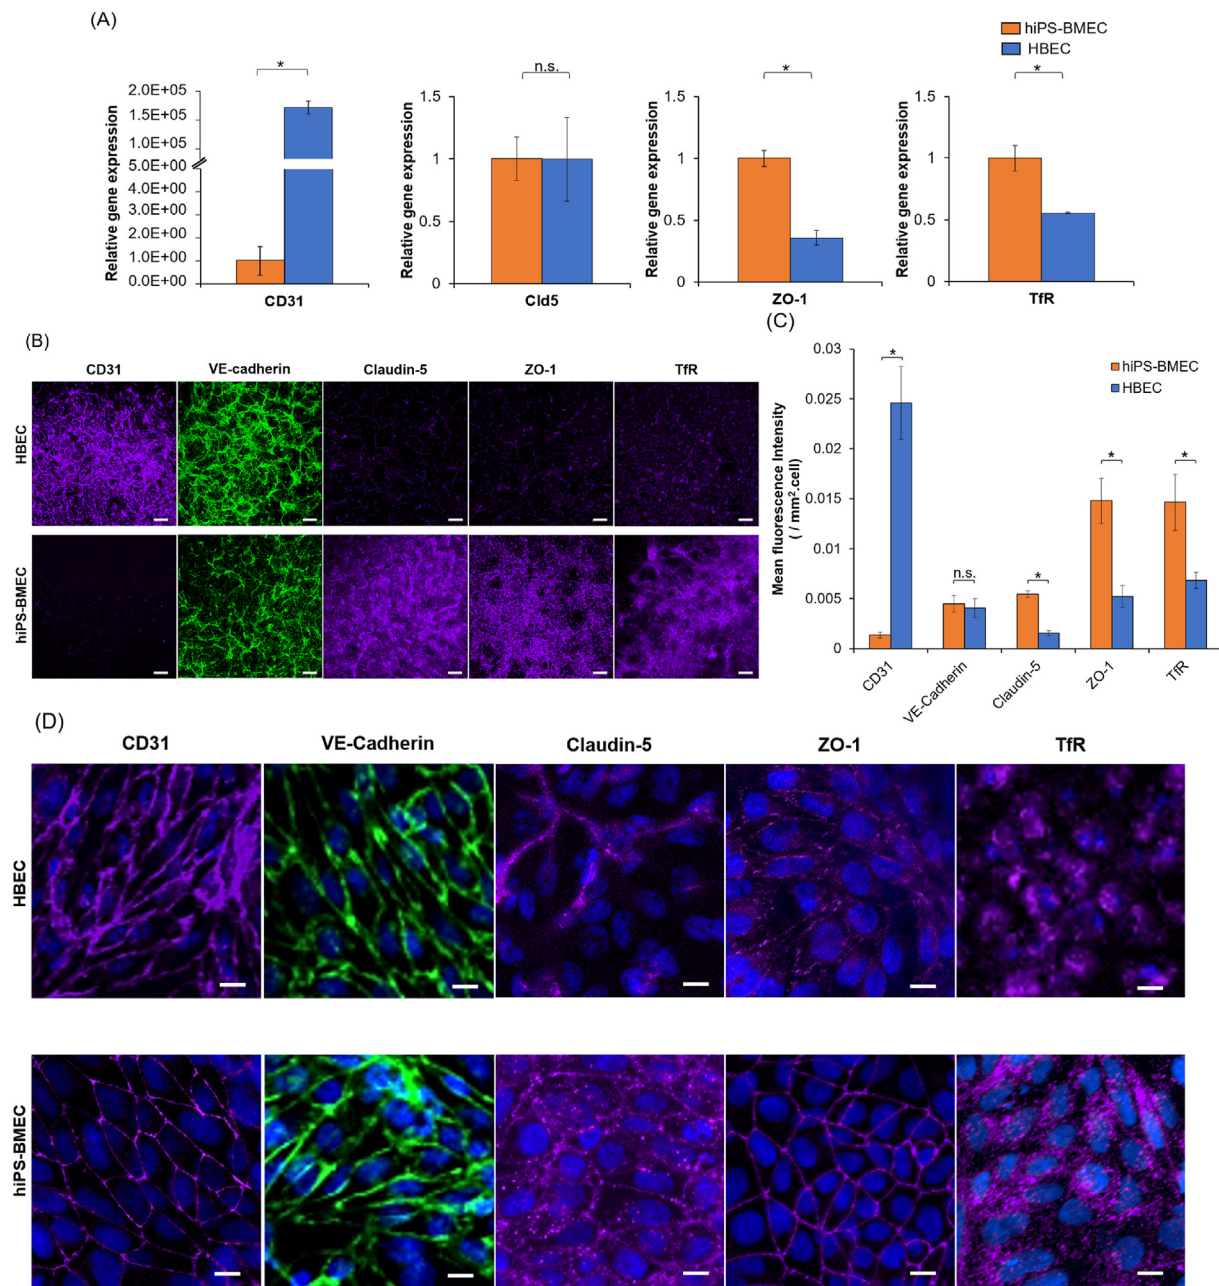 (A)
hiPS-BMEC
HBEC
Relative gene expression
2.0E+05
1.5E+05
1.0E+05
5.0E+00
4.0E+00
3.0E+00
2.0E+00
1.0E+00
0.0E+00
*
CD31
Relative gene expression
1.5
1
0.5
0
n.s.
Cld5
Relative gene expression
1.5
1
0.5
0
*
ZO-1
Relative gene expression
1.5
1
0.5
0
*
TfR
(B)
CD31 VE-cadherin Claudin-5 ZO-1 TfR
HBEC
hiPS-BMEC
(C)
Mean fluorescence Intensity
( / mm².cell)
0.03
0.025
0.02
0.015
0.01
0.005
0
hiPS-BMEC
HBEC
*
n.s.
*
*
*
CD31
VE-Cadherin
Claudin-5
ZO-1
TfR
(D)
CD31 VE-Cadherin Claudin-5 ZO-1 TfR
HBEC
hiPS-BMEC